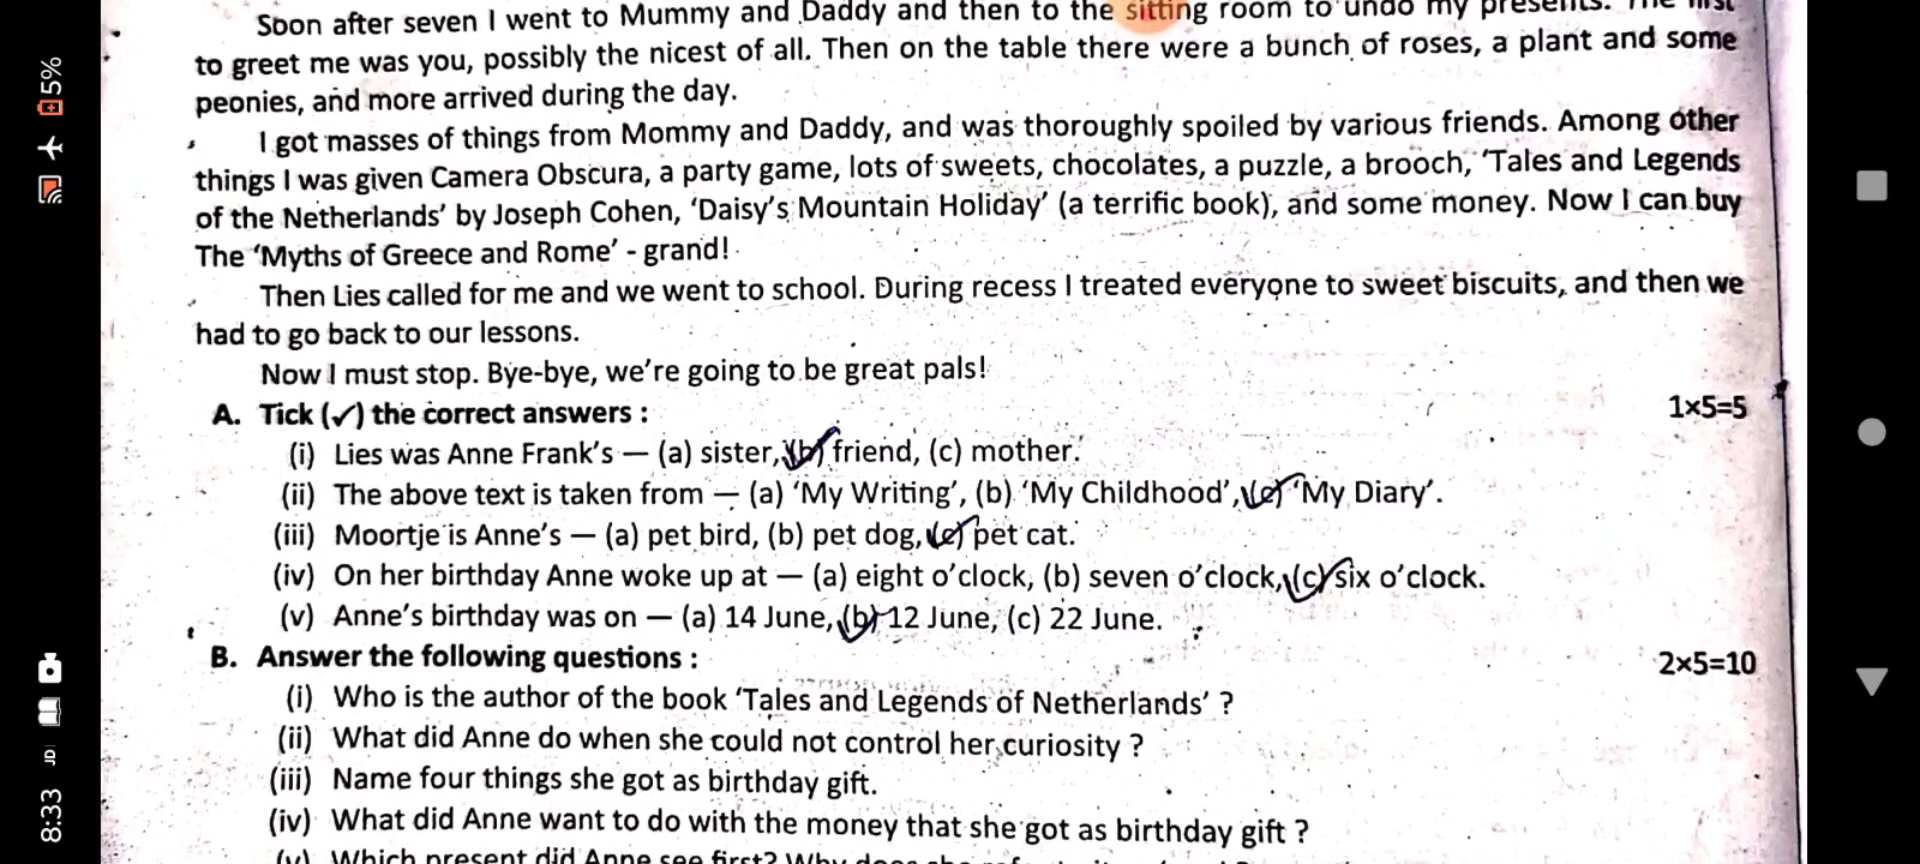 Soon after seven I went to Mummy and Daddy and then to the sitting room to undo my presents. The first
to greet me was you, possibly the nicest of all. Then on the table there were a bunch of roses, a plant and some
peonies, and more arrived during the day.
I got masses of things from Mommy and Daddy, and was thoroughly spoiled by various friends. Among other
things I was given Camera Obscura, a party game, lots of sweets, chocolates, a puzzle, a brooch, 'Tales and Legends
of the Netherlands' by Joseph Cohen, 'Daisy's Mountain Holiday' (a terrific book), and some money. Now I can buy
The 'Myths of Greece and Rome' - grand!
Then Lies called for me and we went to school. During recess I treated everyone to sweet biscuits, and then we
had to go back to our lessons.
Now I must stop. Bye-bye, we're going to be great pals!
A. Tick (✓) the correct answers : 1×5=5
(i) Lies was Anne Frank's — (a) sister, (b) friend, (c) mother.
(ii) The above text is taken from — (a) 'My Writing', (b) 'My Childhood', (c) 'My Diary'.
(iii) Moortje is Anne's — (a) pet bird, (b) pet dog, (c) pet cat.
(iv) On her birthday Anne woke up at — (a) eight o'clock, (b) seven o'clock, (c) six o'clock.
(v) Anne's birthday was on — (a) 14 June, (b) 12 June, (c) 22 June.
B. Answer the following questions : 2×5=10
(i) Who is the author of the book 'Tales and Legends of Netherlands' ?
(ii) What did Anne do when she could not control her curiosity ?
(iii) Name four things she got as birthday gift.
(iv) What did Anne want to do with the money that she got as birthday gift ?
(v) Which present did Anne see first? Why does she
5%
8:33